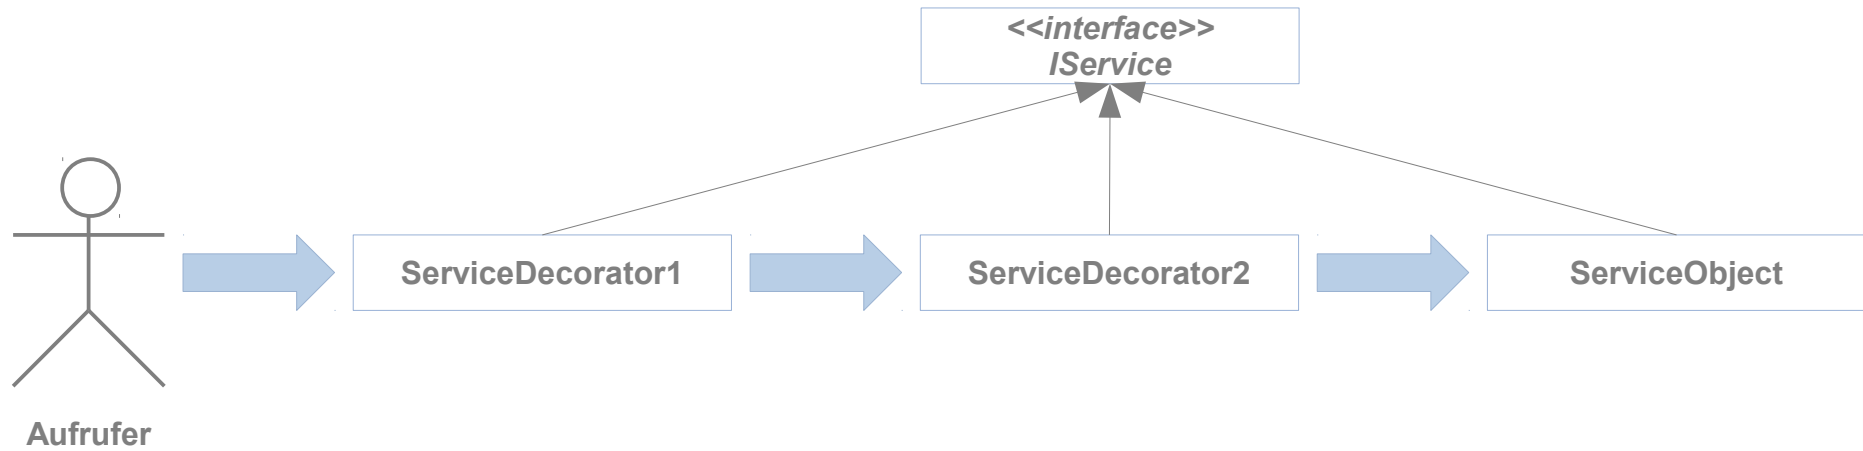 <<interface>>
IService
ServiceDecorator1
ServiceDecorator2
ServiceObject
Aufrufer